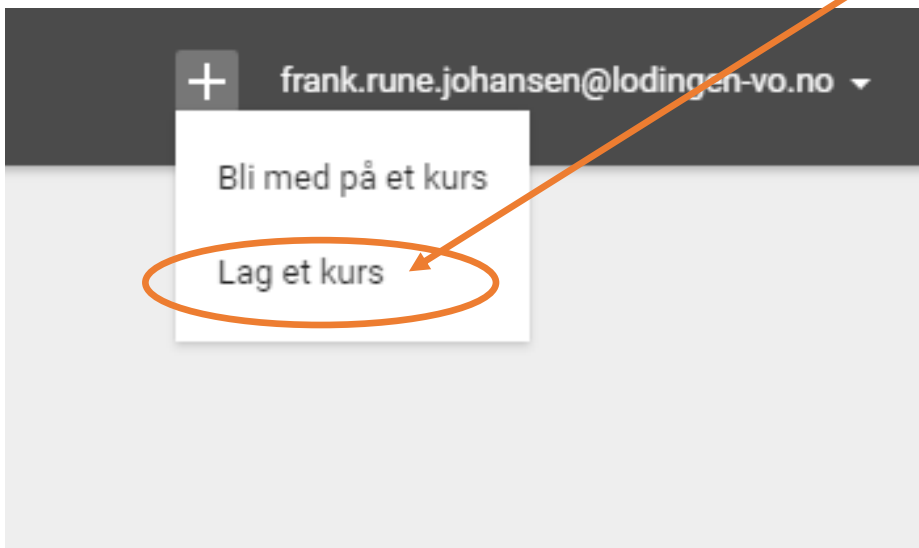 frank.rune.johansen@lodingen-vo.no
Bli med på et kurs
Lag et kurs